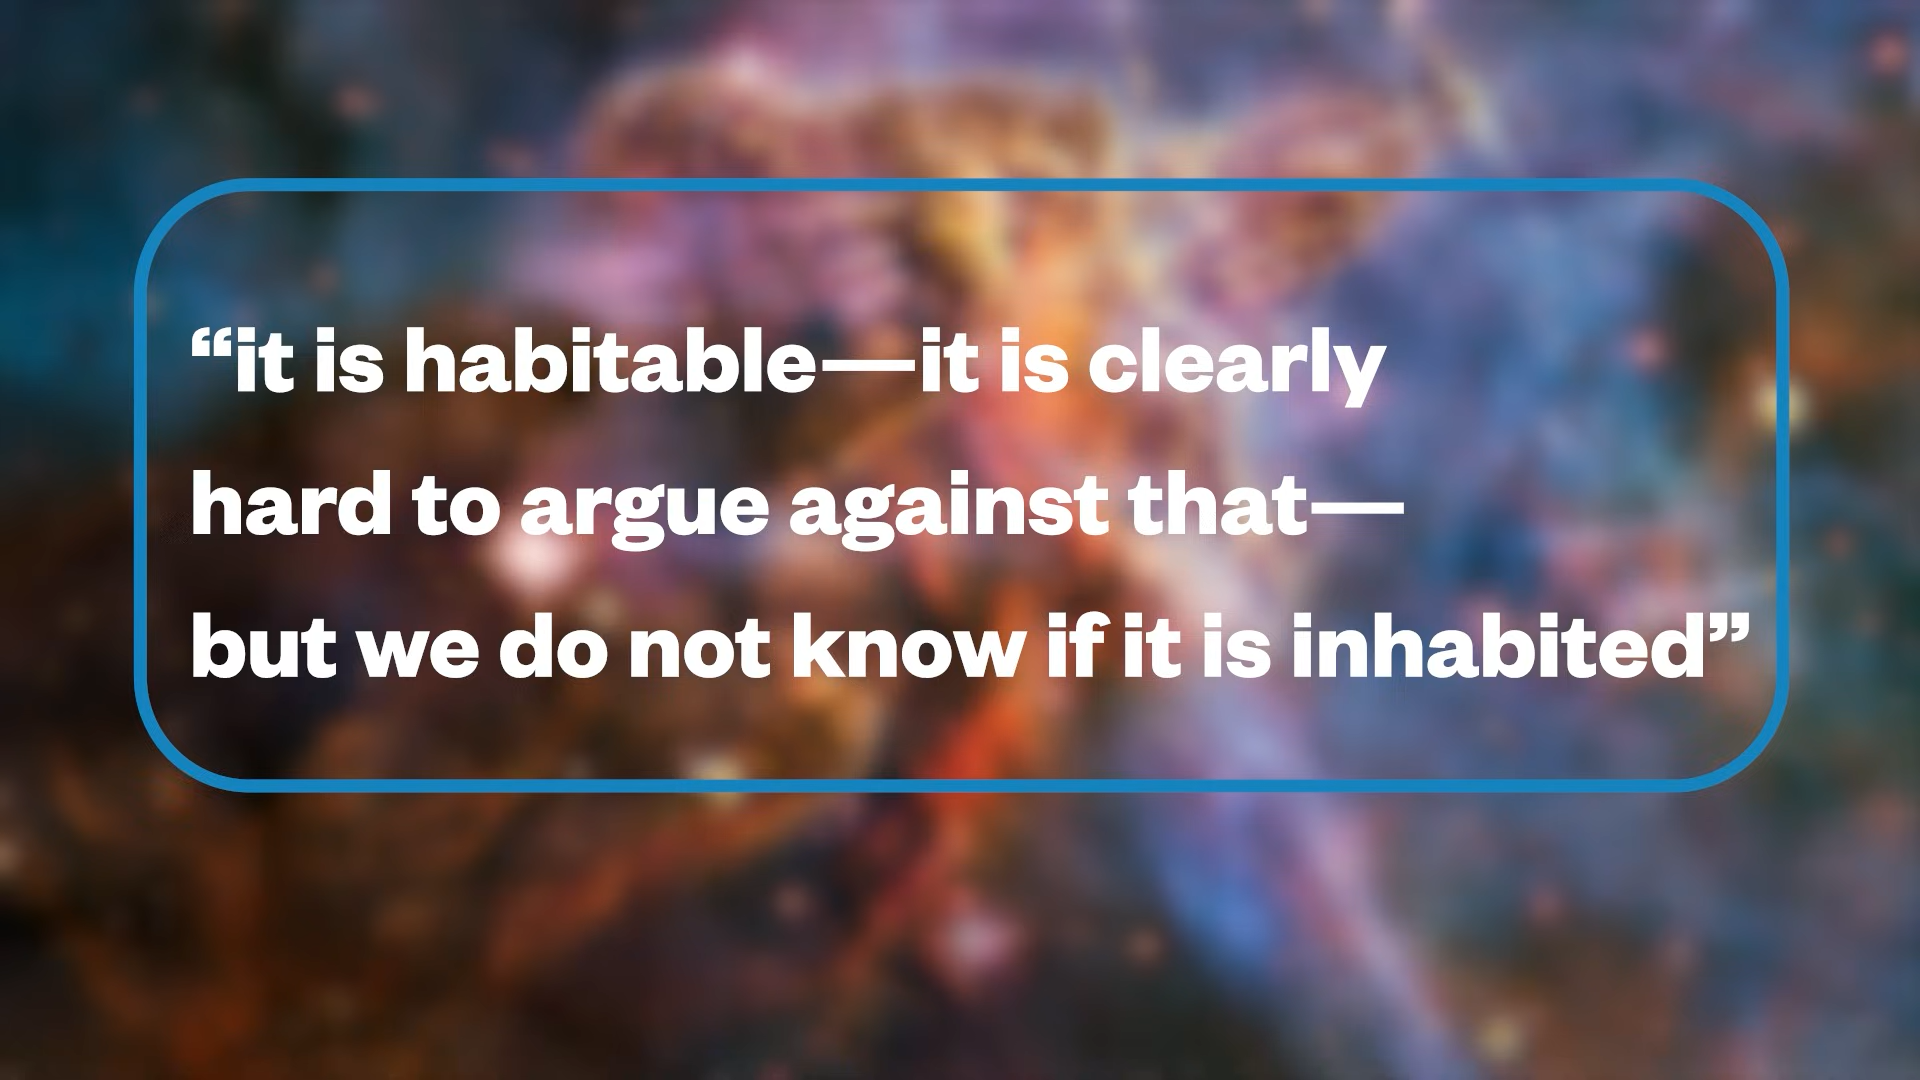 “it is habitable—it is clearly
hard to argue against that—
but we do not know if it is inhabited”